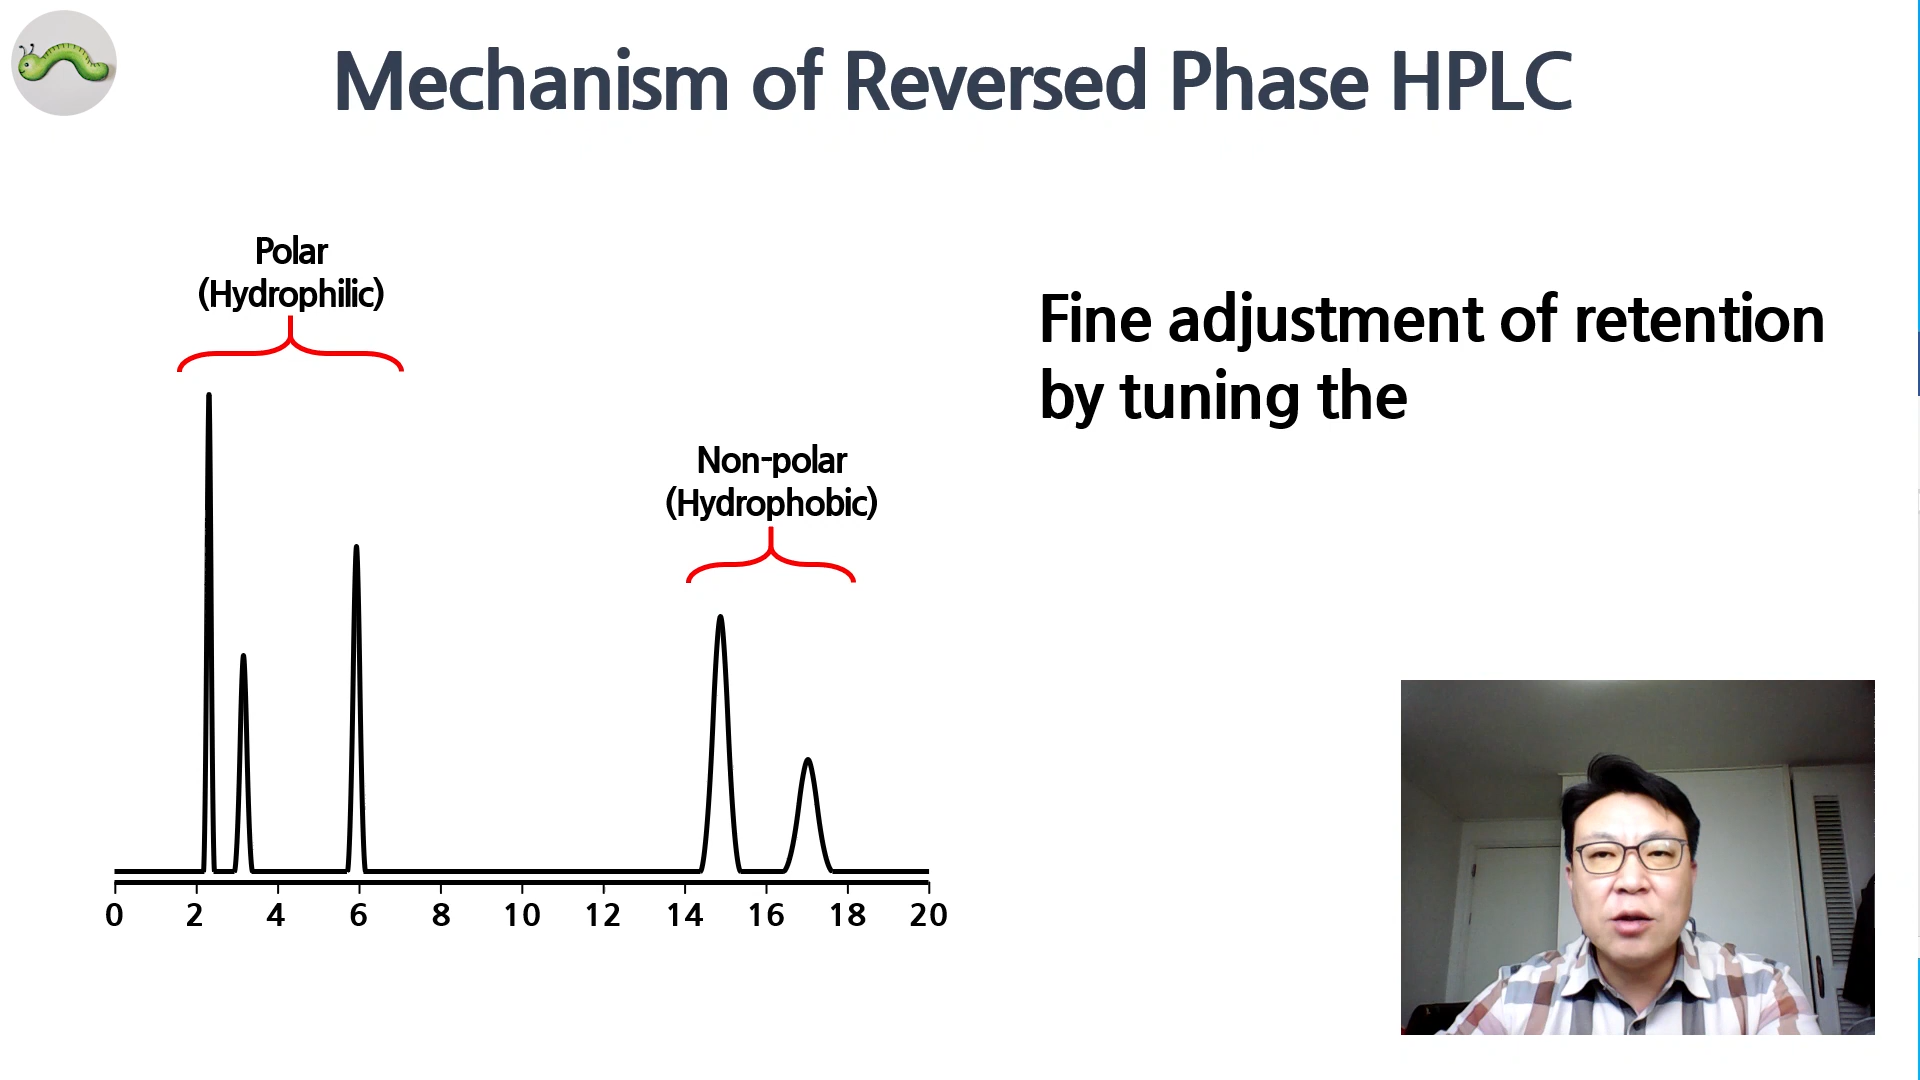 Mechanism of Reversed Phase HPLC
Polar
(Hydrophilic)
Fine adjustment of retention
by tuning the
Non-polar
(Hydrophobic)
0 2 4 6 8 10 12 14 16 18 20